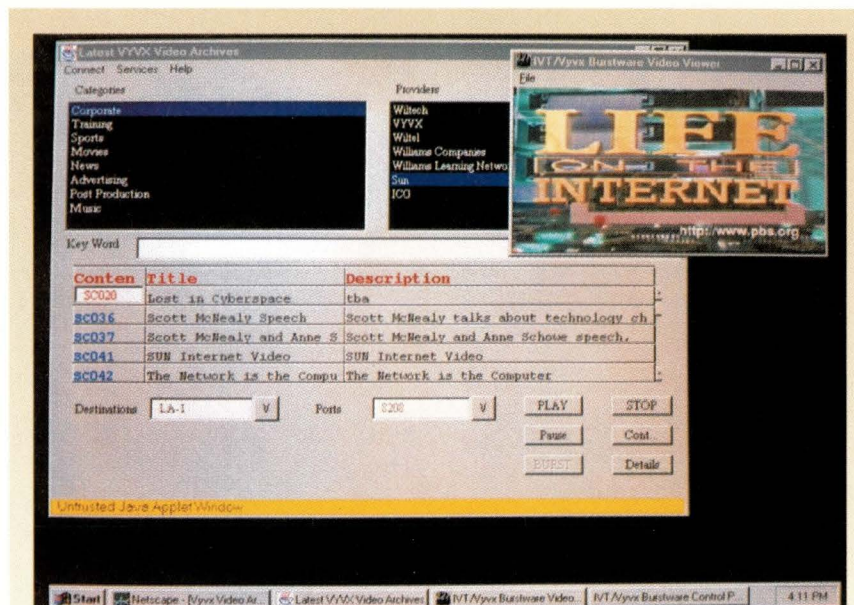 Latest VYVX Video Archives
Connect Services Help
Categories
Corporate
Training
Sports
Movies
News
Advertising
Post Production
Music
Providers
Wiltech
VYVX
Wiltel
Williams Companies
Williams Learning Netwo
Sun
ICG
IVT/Vyvx Burstware Video Viewer
File
LIFE
ON THE
INTERNET
http://www.pbs.org
Key Word
Conten Title Description
SC020 Lost in Cyberspace tba
SC036 Scott McNealy Speech Scott McNealy talks about technology ch
SC037 Scott McNealy and Anne S Scott McNealy and Anne Schowe speech.
SC041 SUN Internet Video SUN Internet Video
SC042 The Network is the Compu The Network is the Computer
Destinations LA-1 V Ports 8208 V PLAY STOP
Pause Cont...
BURST Details
Untrusted Java Applet Window
Start Netscape - [Vyvx Video Ar... Latest VYVX Video Archives IVT/Vyvx Burstware Video... IVT/Vyvx Burstware Control P... 4:11 PM